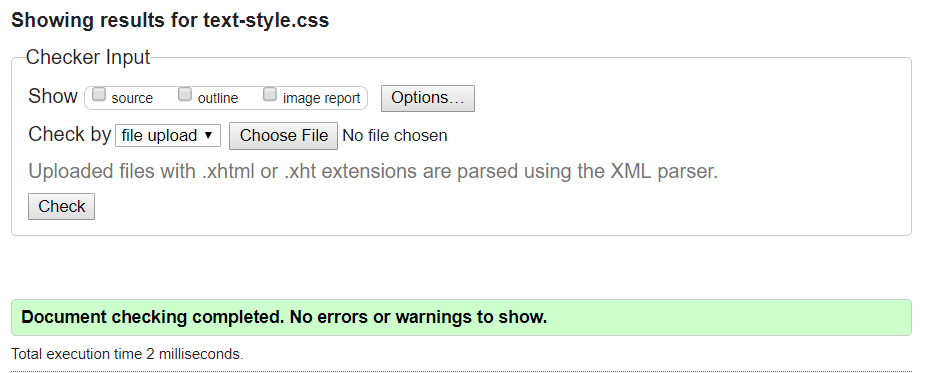 Showing results for text-style.css
Checker Input
Show source outline image report Options...
Check by file upload Choose File No file chosen
Uploaded files with .xhtml or .xht extensions are parsed using the XML parser.
Check
Document checking completed. No errors or warnings to show.
Total execution time 2 milliseconds.